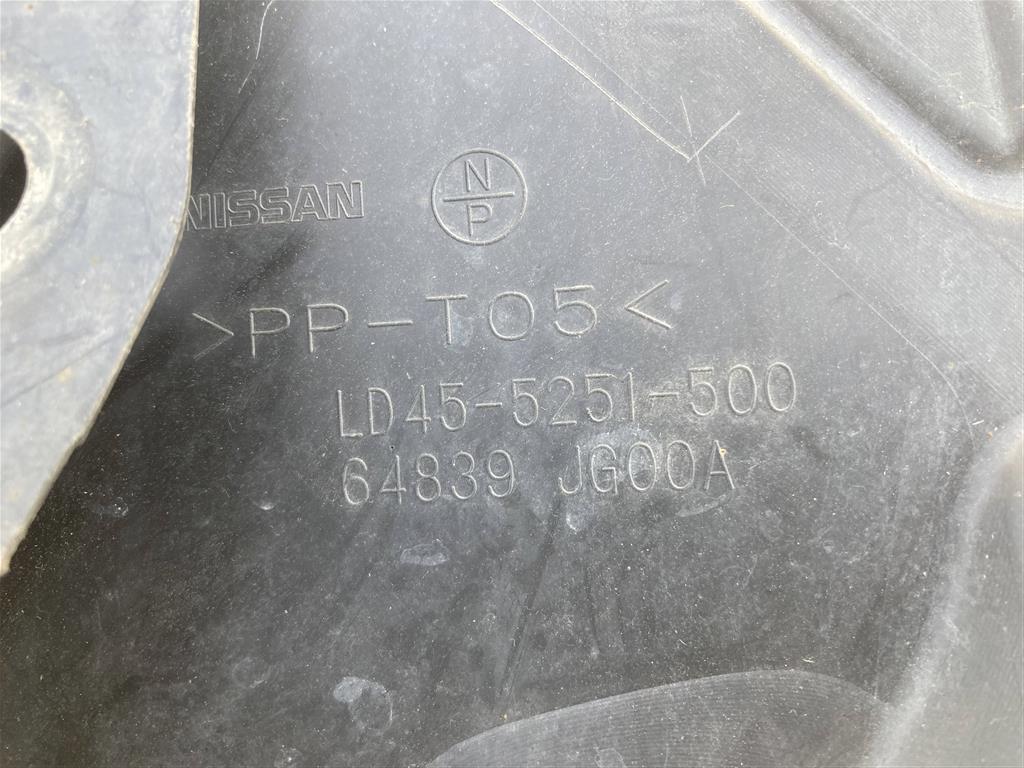 NISSAN
N
P
>PP-T05<
LD45-5251-500
64839 JG00A